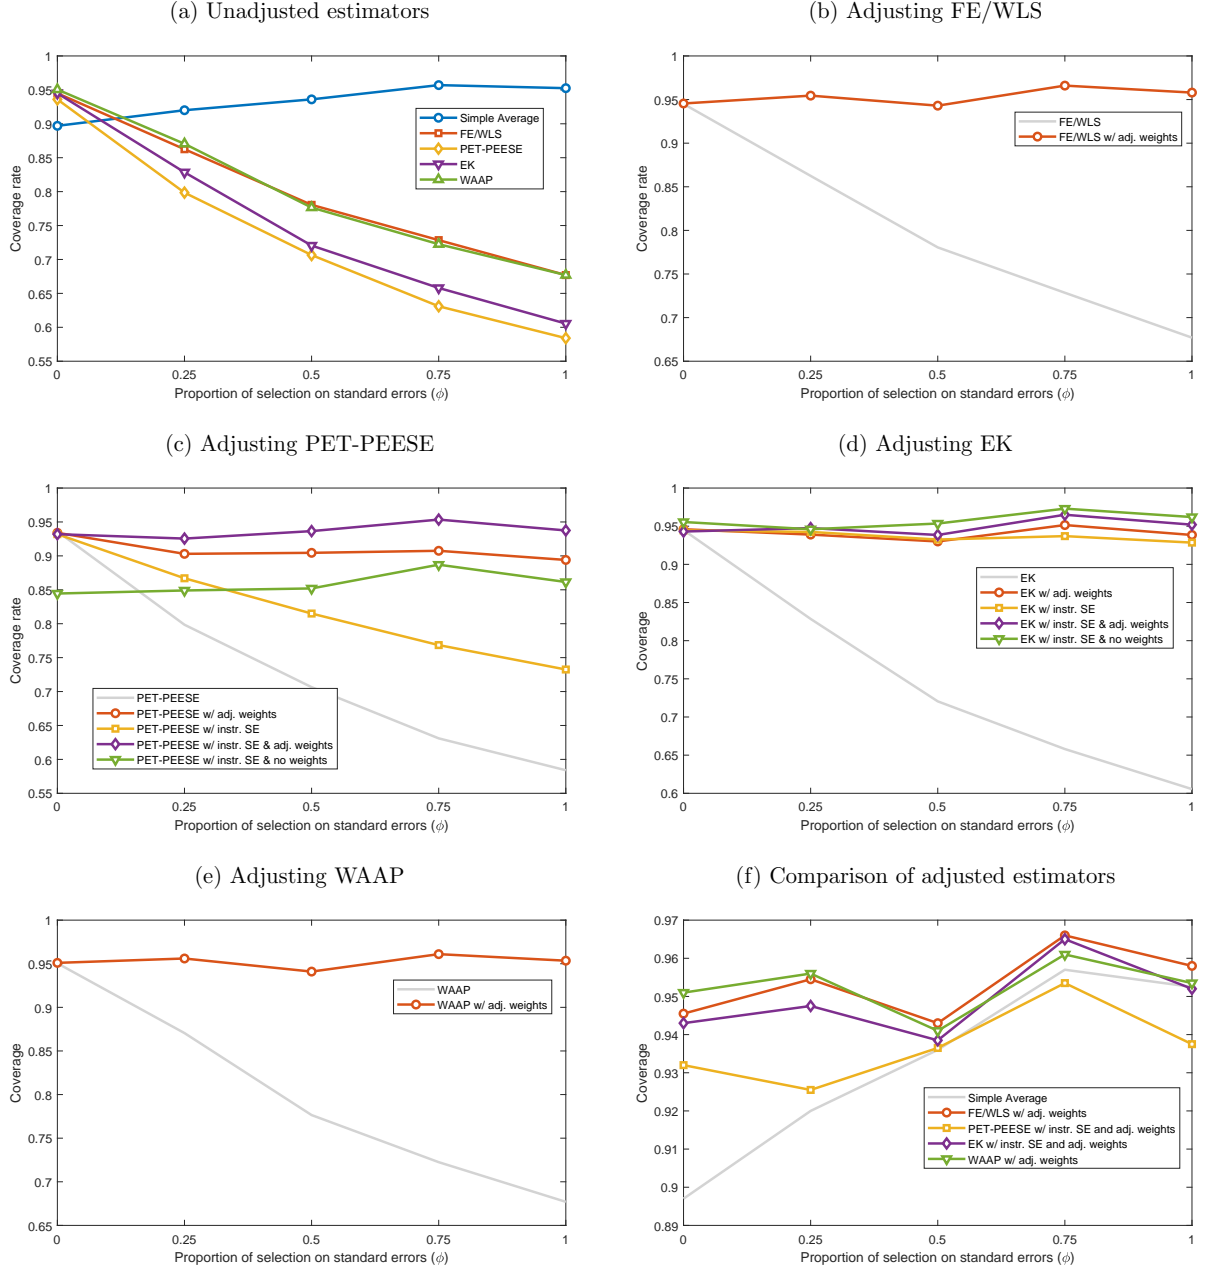 (a) Unadjusted estimators
1
0.95
0.9
0.85
0.8
0.75
0.7
0.65
0.6
0.55
Coverage rate
Simple Average
FE/WLS
PET-PEESE
EK
WAAP
0 0.25 0.5 0.75 1
Proportion of selection on standard errors (ϕ)
(b) Adjusting FE/WLS
1
0.95
0.9
0.85
0.8
0.75
0.7
0.65
Coverage rate
FE/WLS
FE/WLS w/ adj. weights
0 0.25 0.5 0.75 1
Proportion of selection on standard errors (ϕ)
(c) Adjusting PET-PEESE
1
0.95
0.9
0.85
0.8
0.75
0.7
0.65
0.6
0.55
Coverage rate
PET-PEESE
PET-PEESE w/ adj. weights
PET-PEESE w/ instr. SE
PET-PEESE w/ instr. SE & adj. weights
PET-PEESE w/ instr. SE & no weights
0 0.25 0.5 0.75 1
Proportion of selection on standard errors (ϕ)
(d) Adjusting EK
1
0.95
0.9
0.85
0.8
0.75
0.7
0.65
0.6
Coverage rate
EK
EK w/ adj. weights
EK w/ instr. SE
EK w/ instr. SE & adj. weights
EK w/ instr. SE & no weights
0 0.25 0.5 0.75 1
Proportion of selection on standard errors (ϕ)
(e) Adjusting WAAP
1
0.95
0.9
0.85
0.8
0.75
0.7
0.65
Coverage
WAAP
WAAP w/ adj. weights
0 0.25 0.5 0.75 1
Proportion of selection on standard errors (ϕ)
(f) Comparison of adjusted estimators
0.97
0.96
0.95
0.94
0.93
0.92
0.91
0.9
0.89
Coverage
Simple Average
FE/WLS w/ adj. weights
PET-PEESE w/ instr. SE and adj. weights
EK w/ instr. SE and adj. weights
WAAP w/ adj. weights
0 0.25 0.5 0.75 1
Proportion of selection on standard errors (ϕ)